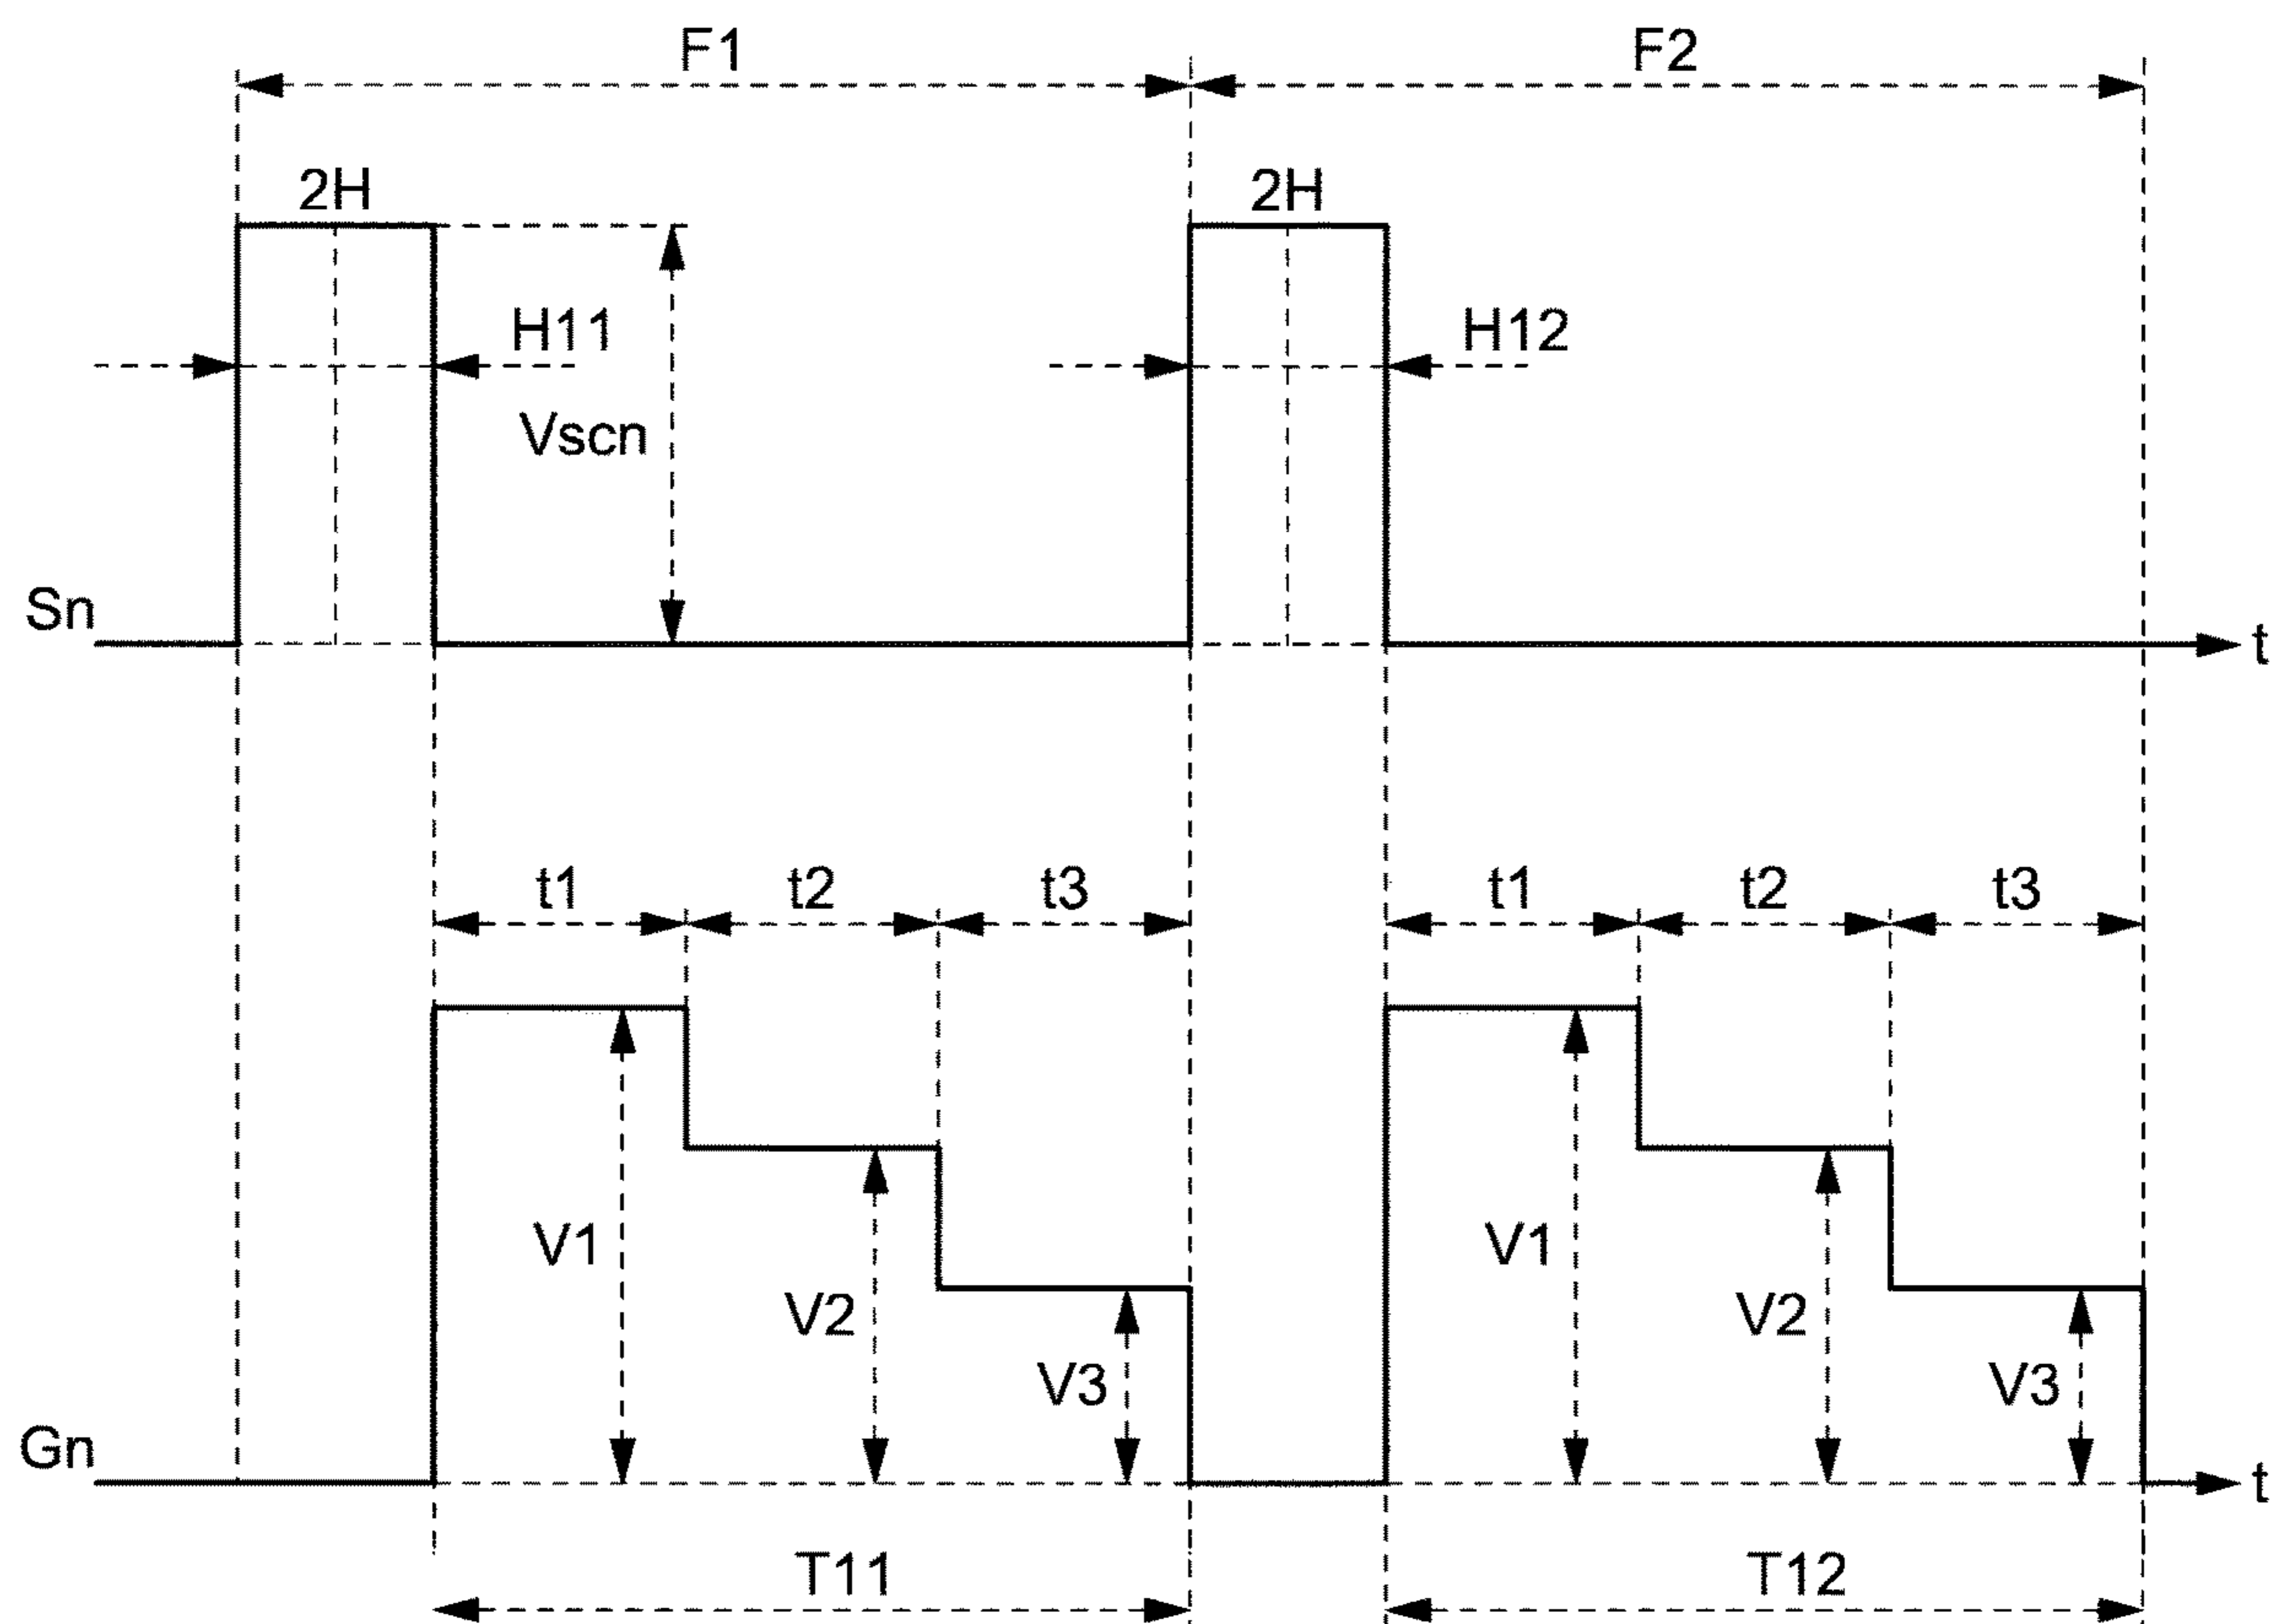 F1 F2
2H 2H
H11 H12
Vscn
Sn t
t1 t2 t3 t1 t2 t3
V1 V1
V2 V2
V3 V3
Gn t
T11 T12